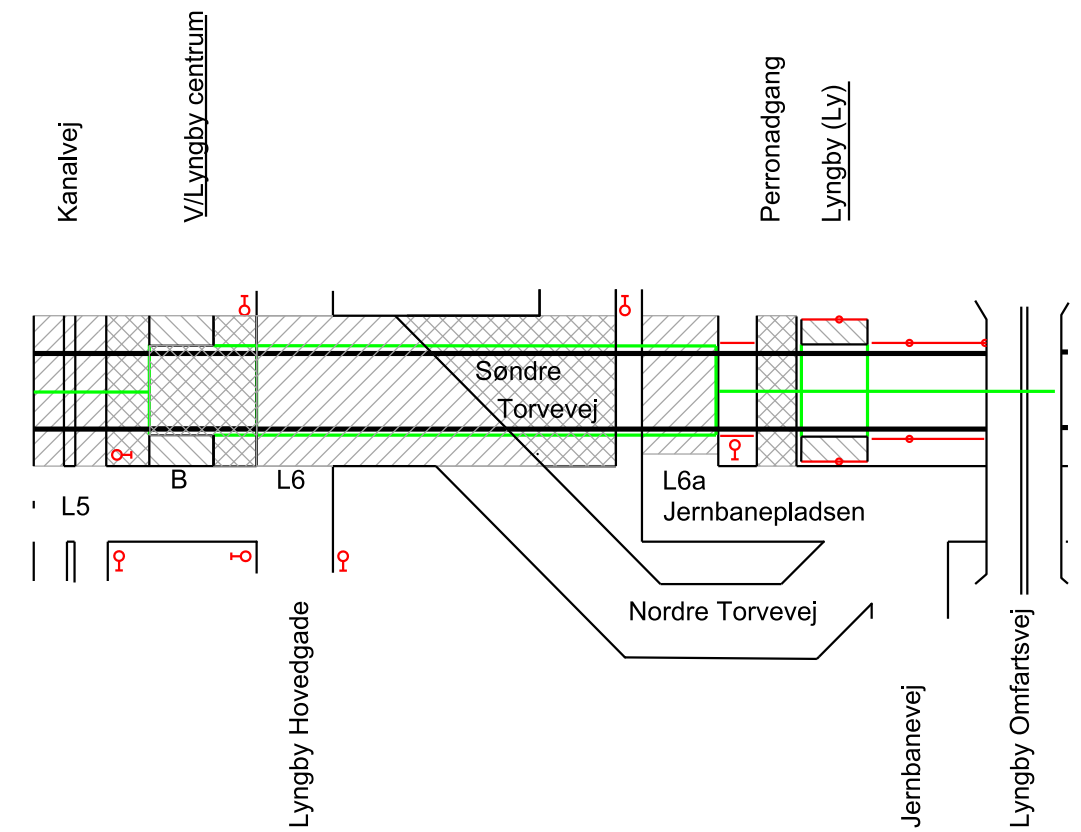 Kanalvej
V/Lyngby centrum
Perronadgang
Lyngby (Ly)
Søndre
Torvevej
B
L6
L6a
L5
Jernbanepladsen
Nordre Torvevej
Lyngby Hovedgade
Jernbanevej
Lyngby Omfartsvej